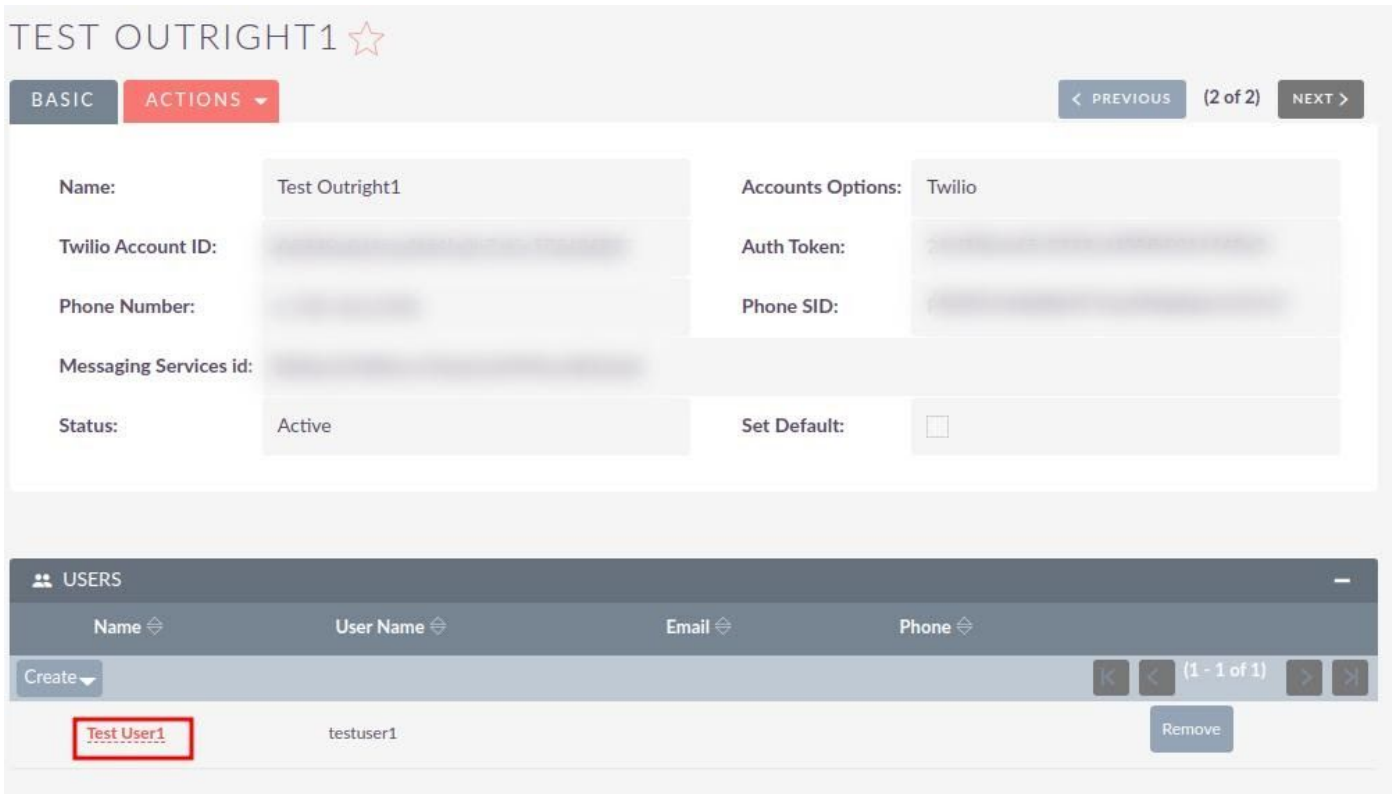 TEST OUTRIGHT1
BASIC ACTIONS PREVIOUS (2 of 2) NEXT
Name: Test Outright1 Accounts Options: Twilio
Twilio Account ID: Auth Token:
Phone Number: Phone SID:
Messaging Services id:
Status: Active Set Default:
USERS
Name User Name Email Phone
Create (1 - 1 of 1)
Test User1 testuser1 Remove